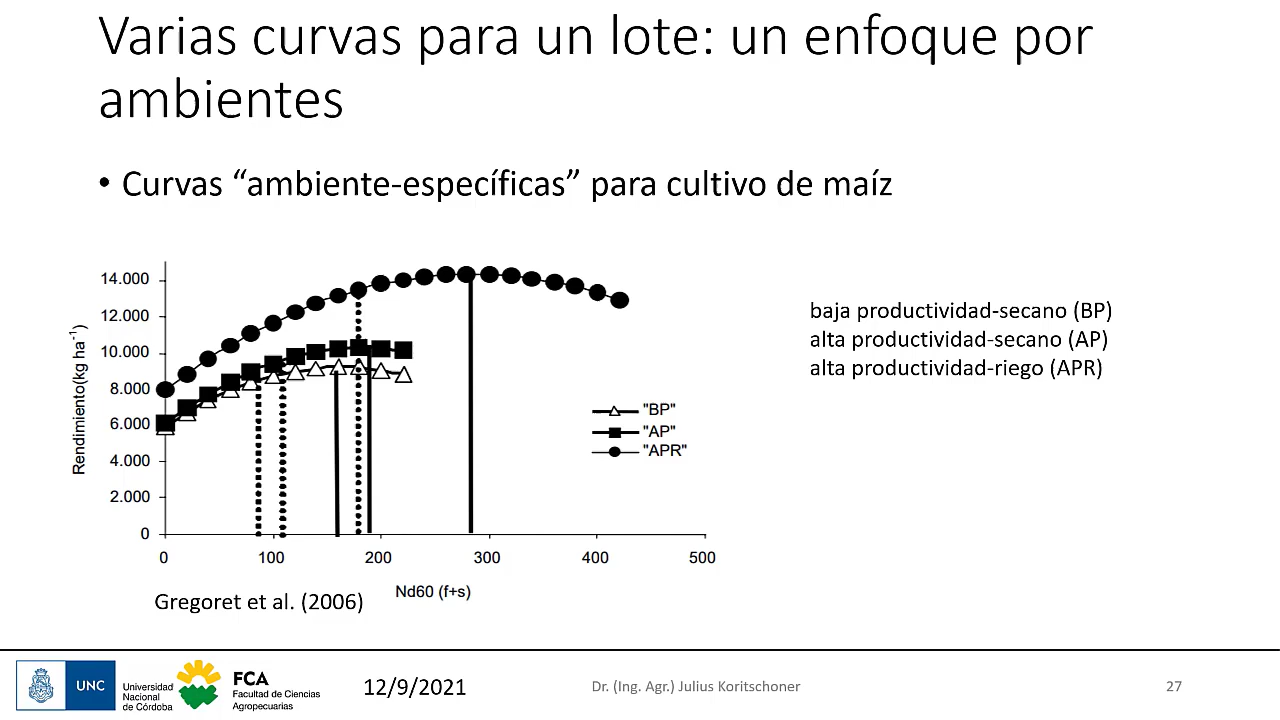 Varias curvas para un lote: un enfoque por
ambientes
• Curvas “ambiente-específicas” para cultivo de maíz
14.000
12.000
10.000
8.000
6.000
4.000
2.000
0
Rendimiento(kg ha-1)
0 100 200 300 400 500
Nd60 (f+s)
"BP"
"AP"
"APR"
baja productividad-secano (BP)
alta productividad-secano (AP)
alta productividad-riego (APR)
Gregoret et al. (2006)
UNC
Universidad
Nacional
de Córdoba
FCA
Facultad de Ciencias
Agropecuarias
12/9/2021
Dr. (Ing. Agr.) Julius Koritschoner
27